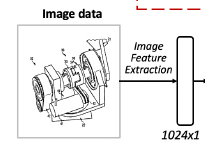 Image data
Image
Feature
Extraction
1024x1